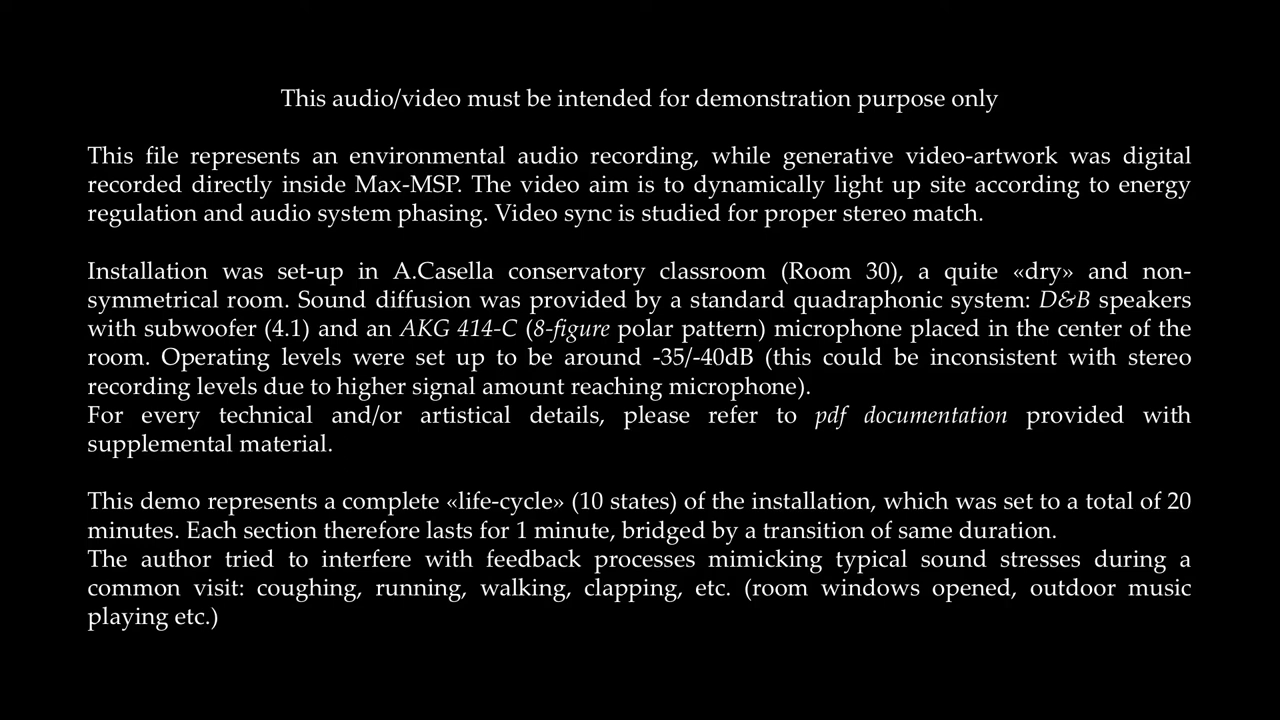 This audio/video must be intended for demonstration purpose only
This file represents an environmental audio recording, while generative video-artwork was digital
recorded directly inside Max-MSP. The video aim is to dynamically light up site according to energy
regulation and audio system phasing. Video sync is studied for proper stereo match.
Installation was set-up in A.Casella conservatory classroom (Room 30), a quite «dry» and non-
symmetrical room. Sound diffusion was provided by a standard quadraphonic system: D&B speakers
with subwoofer (4.1) and an AKG 414-C (8-figure polar pattern) microphone placed in the center of the
room. Operating levels were set up to be around -35/-40dB (this could be inconsistent with stereo
recording levels due to higher signal amount reaching microphone).
For every technical and/or artistical details, please refer to pdf documentation provided with
supplemental material.
This demo represents a complete «life-cycle» (10 states) of the installation, which was set to a total of 20
minutes. Each section therefore lasts for 1 minute, bridged by a transition of same duration.
The author tried to interfere with feedback processes mimicking typical sound stresses during a
common visit: coughing, running, walking, clapping, etc. (room windows opened, outdoor music
playing etc.)